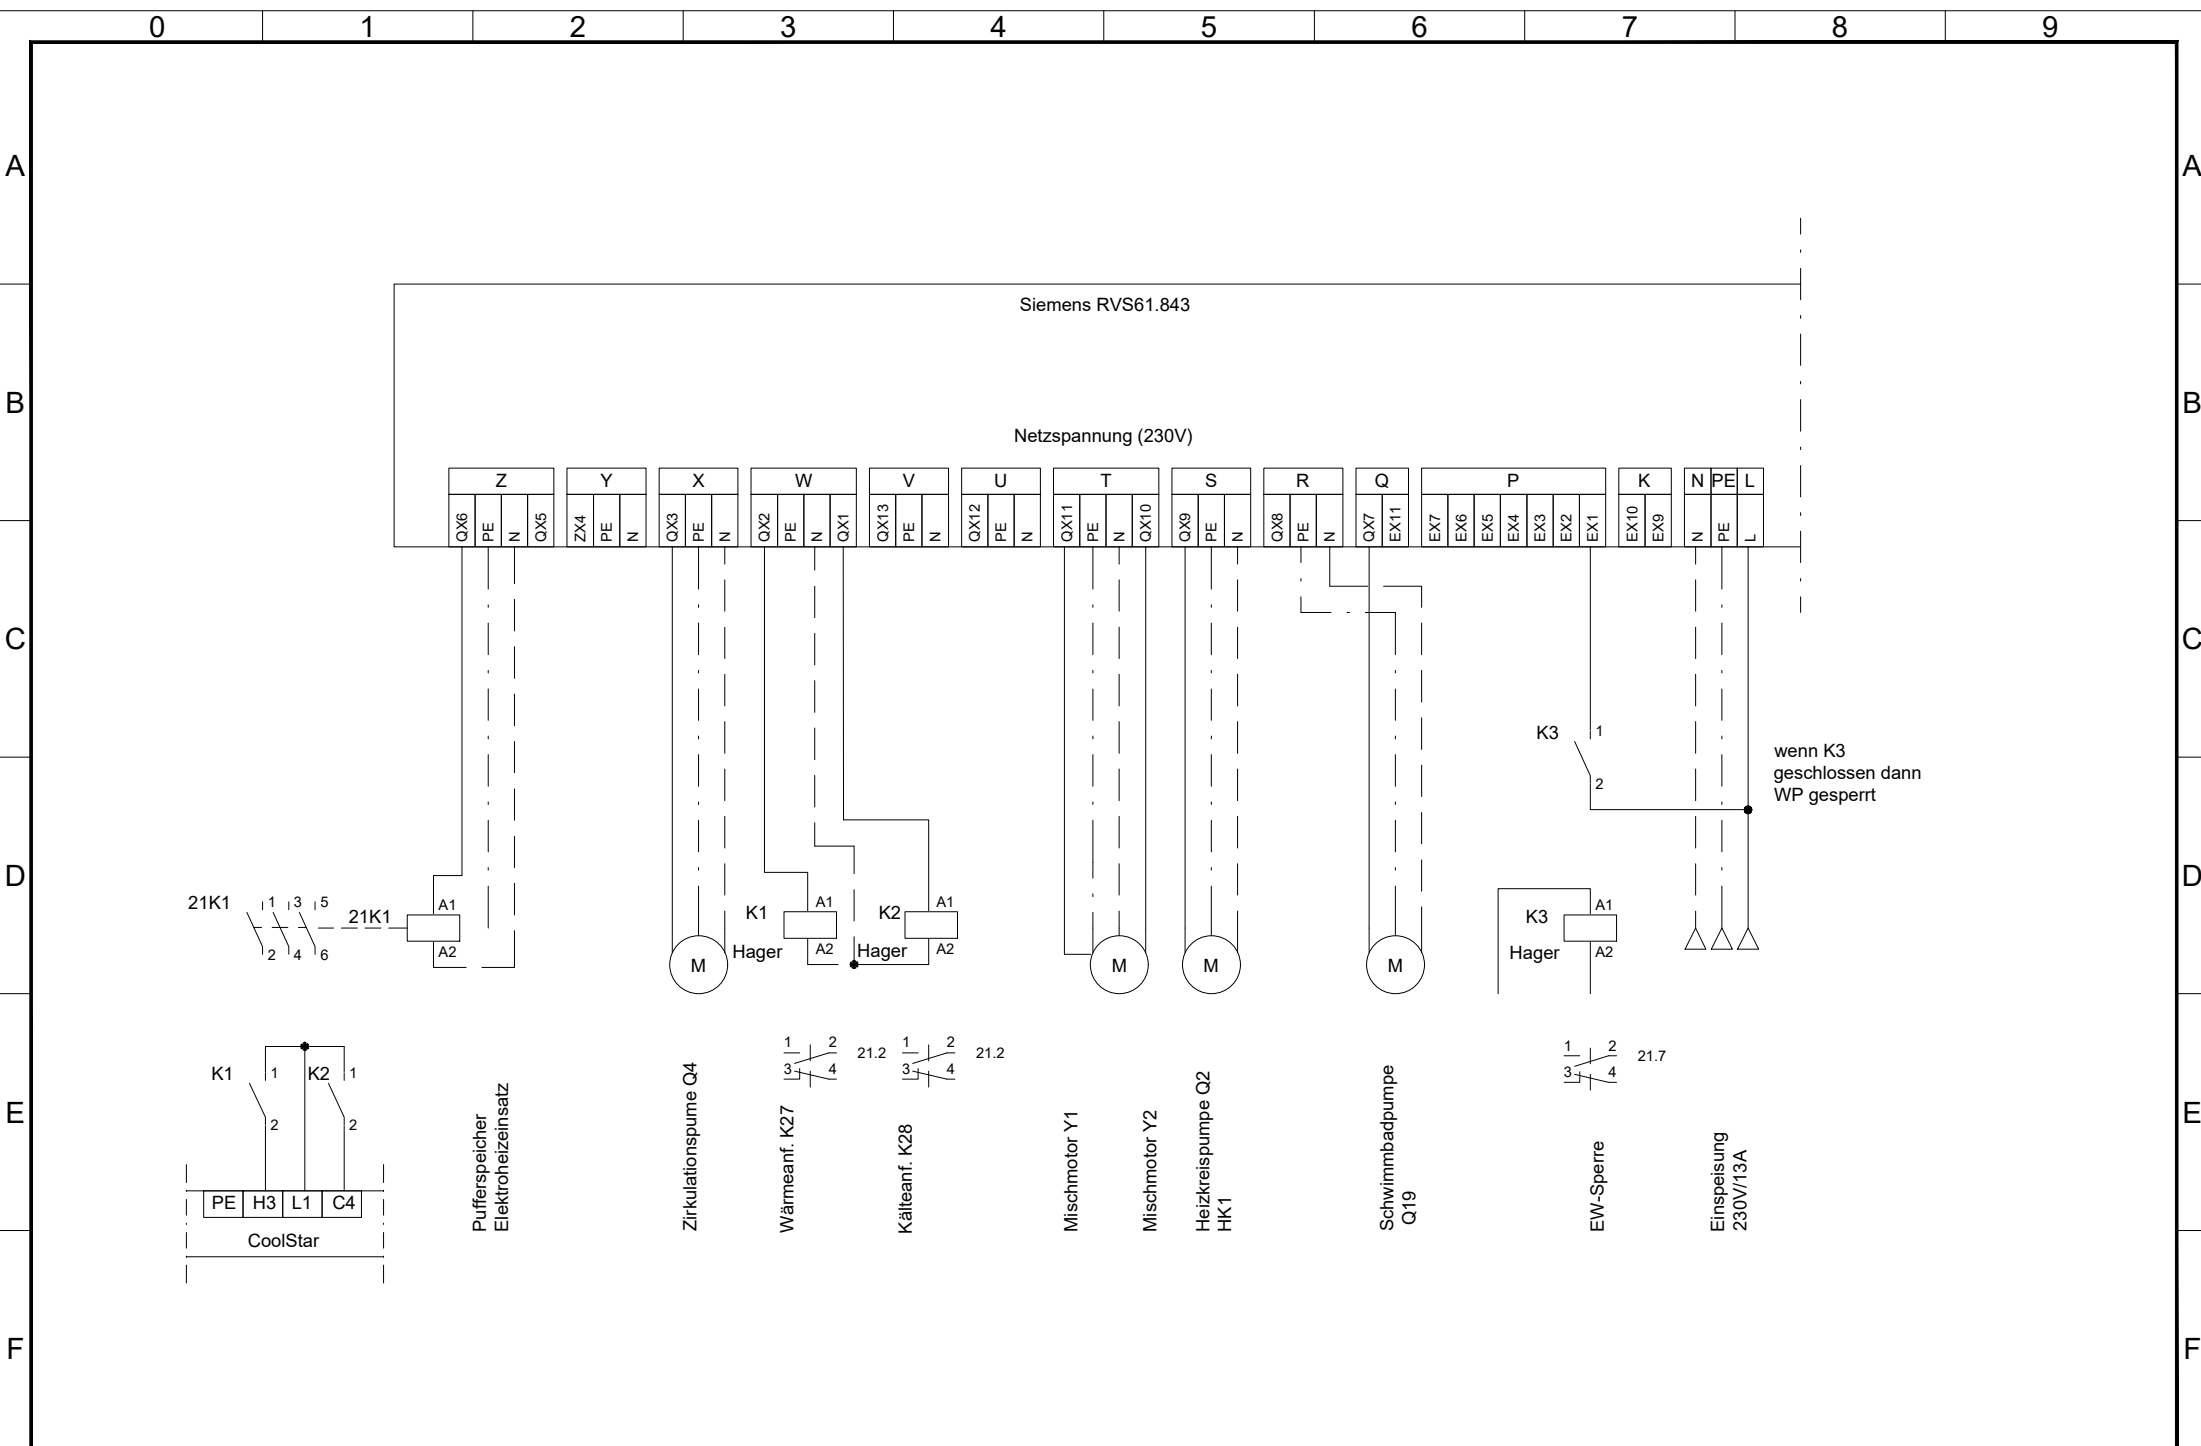 0 1 2 3 4 5 6 7 8 9
A A
Siemens RVS61.843
B B
Netzspannung (230V)
Z Y X W V U T S R Q P K N PE L
QX6 PE N QX5 ZX4 PE N QX3 PE N QX2 PE N QX1 QX13 PE N QX12 PE N QX11 PE N QX10 QX9 PE N QX8 PE N QX7 EX11 EX7 EX6 EX5 EX4 EX3 EX2 EX1 EX10 EX9 N PE L
C C
K3 1
2
wenn K3
geschlossen dann
WP gesperrt
D D
21K1 1 3 5
2 4 6
21K1 A1
A2
M
K1 A1
Hager A2
K2 A1
Hager A2
M
M
M
K3 A1
Hager A2
1 2
3 4
21.2
1 2
3 4
21.2
1 2
3 4
21.7
E E
K1 1
2
K2 1
2
PE H3 L1 C4
CoolStar
Pufferspeicher
Elektroheizeinsatz
Zirkulationspume Q4
Wärmeanf. K27
Kälteanf. K28
Mischmotor Y1
Mischmotor Y2
Heizkreispumpe Q2
HK1
Schwimmbadpumpe
Q19
EW-Sperre
Einspeisung
230V/13A
F F